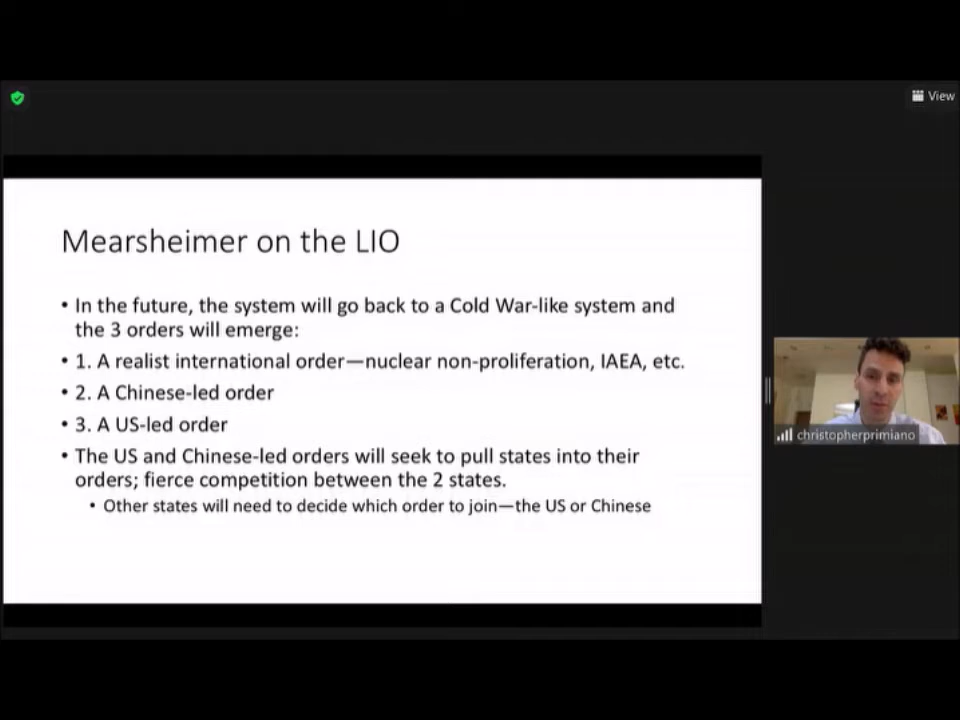 View
Mearsheimer on the LIO
• In the future, the system will go back to a Cold War-like system and
the 3 orders will emerge:
• 1. A realist international order—nuclear non-proliferation, IAEA, etc.
• 2. A Chinese-led order
• 3. A US-led order
• The US and Chinese-led orders will seek to pull states into their
orders; fierce competition between the 2 states.
• Other states will need to decide which order to join—the US or Chinese
christopherprimiano